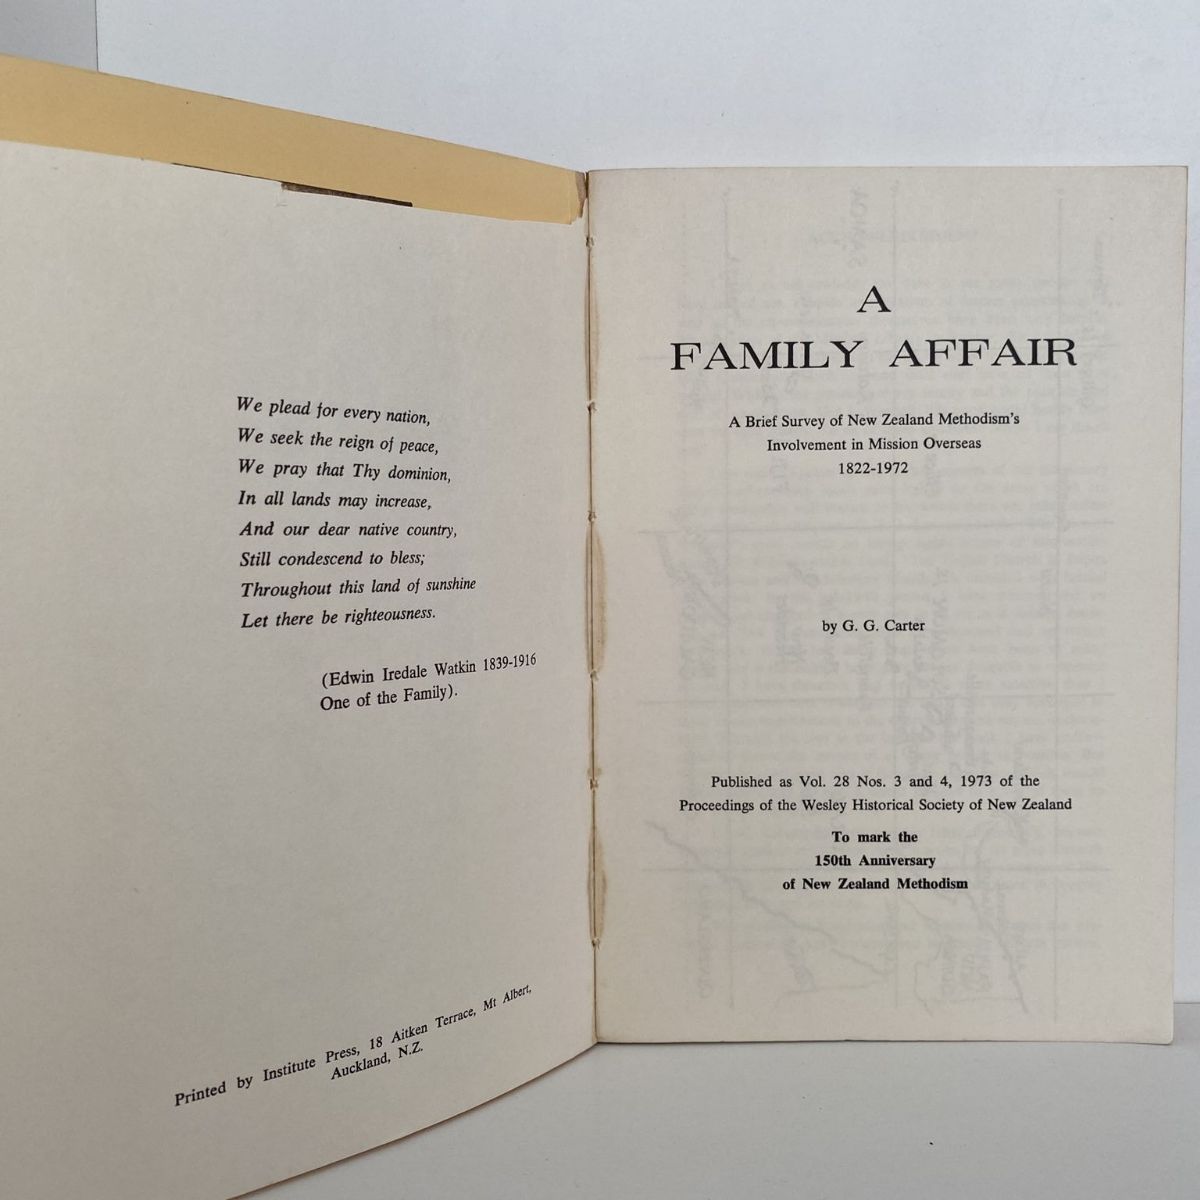 We plead for every nation,
We seek the reign of peace,
We pray that Thy dominion,
In all lands may increase,
And our dear native country,
Still condescend to bless;
Throughout this land of sunshine
Let there be righteousness.
(Edwin Iredale Watkin 1839-1916
One of the Family).
Printed by Institute Press, 18 Aitken Terrace, Mt Albert,
Auckland, N.Z.
A
FAMILY AFFAIR
A Brief Survey of New Zealand Methodism's
Involvement in Mission Overseas
1822-1972
by G. G. Carter
Published as Vol. 28 Nos. 3 and 4, 1973 of the
Proceedings of the Wesley Historical Society of New Zealand
To mark the
150th Anniversary
of New Zealand Methodism